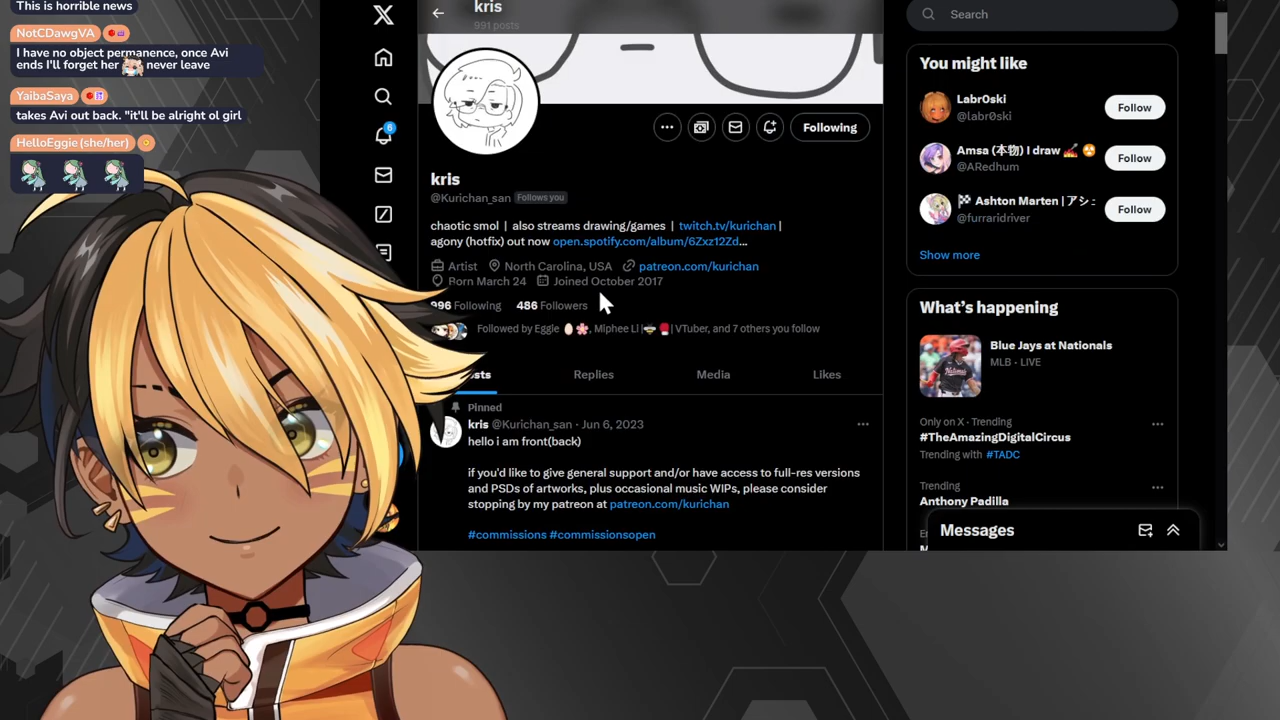 This is horrible news
NotCDawgVA
I have no object permanence, once Avi
ends I'll forget her never leave
YaibaSaya
takes Avi out back. "it'll be alright ol girl
HelloEggie (she/her)
kris
991 posts
Following
kris
@Kurichan_san Follows you
chaotic smol | also streams drawing/games | twitch.tv/kurichan |
agony (hotfix) out now open.spotify.com/album/6Zxz12Zd…
Artist North Carolina, USA patreon.com/kurichan
Born March 24 Joined October 2017
996 Following 486 Followers
Followed by Eggie, Miphee Li | VTuber, and 7 others you follow
Replies Media Likes
Pinned
kris @Kurichan_san · Jun 6, 2023
hello i am front(back)
if you'd like to give general support and/or have access to full-res versions
and PSDs of artworks, plus occasional music WIPs, please consider
stopping by my patreon at patreon.com/kurichan
#commissions #commissionsopen
6
Search
You might like
Labr0ski
@labr0ski
Follow
Amsa (本物) I draw
@ARedhum
Follow
Ashton Marten | アシ
@furraridriver
Follow
Show more
What's happening
Blue Jays at Nationals
MLB · LIVE
Nationals
Only on X · Trending
#TheAmazingDigitalCircus
Trending with #TADC
Trending
Anthony Padilla
Messages